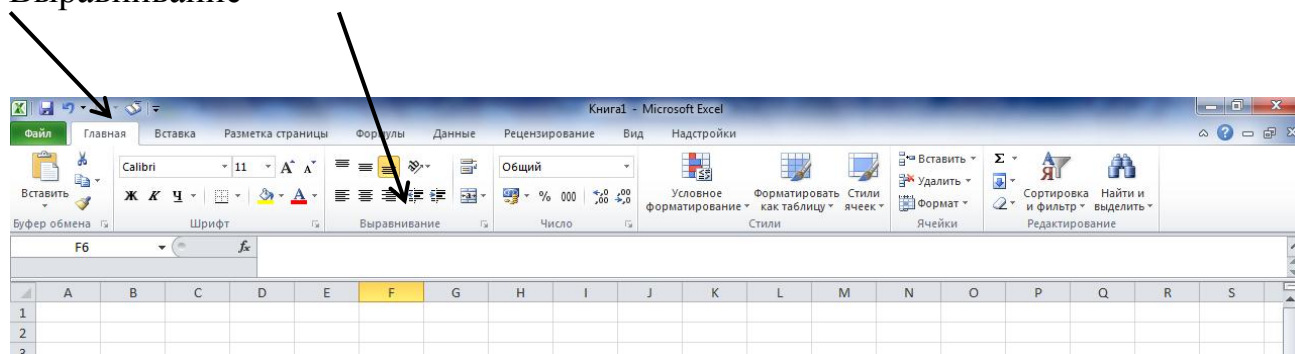 Выравнивание
Книга1 - Microsoft Excel
Файл Главная Вставка Разметка страницы Формулы Данные Рецензирование Вид Надстройки
Calibri 11 Общий Вставить Σ
Ж К Ч % 000 Удалить
Вставить Условное форматирование Форматировать как таблицу Стили ячеек Формат Сортировка и фильтр Найти и выделить
Буфер обмена Шрифт Выравнивание Число Стили Ячейки Редактирование
F6 fx
A B C D E F G H I J K L M N O P Q R S
1
2